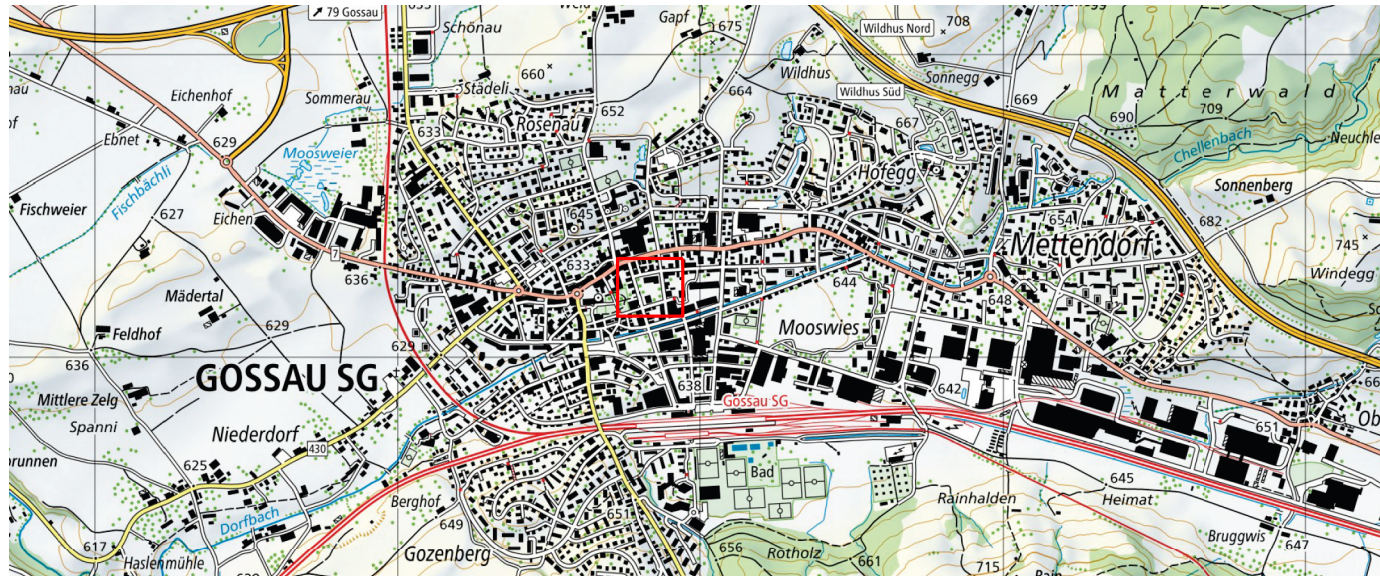 79 Gossau
Schönau
Gapf
675
Wildhus Nord
708
660
Wildhus
Sonnegg
Matterwald
709
Eichenhof
Sommerau
Städeli
Wildhus Süd
669
690
652
664
Ebnet
629
633
Rosenau
667
Chellenbach
Neuchle
Moosweier
Hofegg
Sonnenberg
Fischbächli
Fischweier
627
Eichen
645
654
682
745
7
Mettendorf
636
633
Windegg
Mädertal
644
648
Feldhof
629
Mooswies
636
629
GOSSAU SG
638
642
Mittlere Zelg
Gossau SG
Spanni
Niederdorf
430
651
Ob
brunnen
625
Bad
645
Berghof
Rainhalden
Heimat
Dorfbach
649
651
617
Gozenberg
656
Rotholz
661
715
Bruggwis
647
Haslenmühle